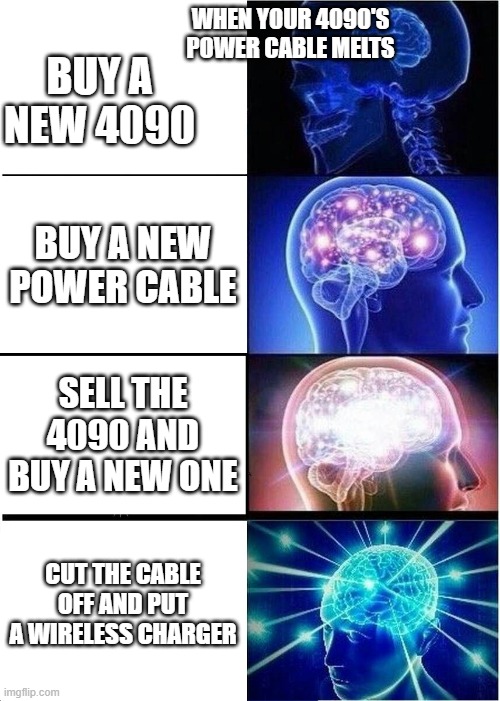 WHEN YOUR 4090'S
POWER CABLE MELTS
BUY A
NEW 4090
BUY A NEW
POWER CABLE
SELL THE
4090 AND
BUY A NEW ONE
CUT THE CABLE
OFF AND PUT
A WIRELESS CHARGER
imgflip.com